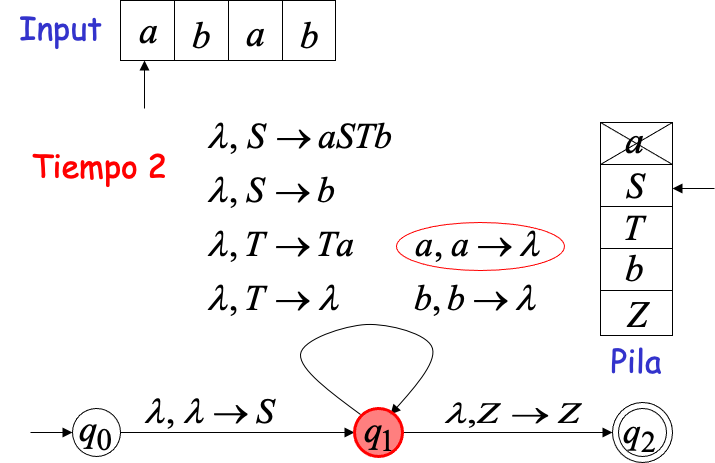 Input a b a b
Tiempo 2
λ, S → aSTb
λ, S → b
λ, T → Ta
λ, T → λ
a, a → λ
b, b → λ
a
S
T
b
Z
Pila
q0
λ, λ → S
q1
λ,Z → Z
q2